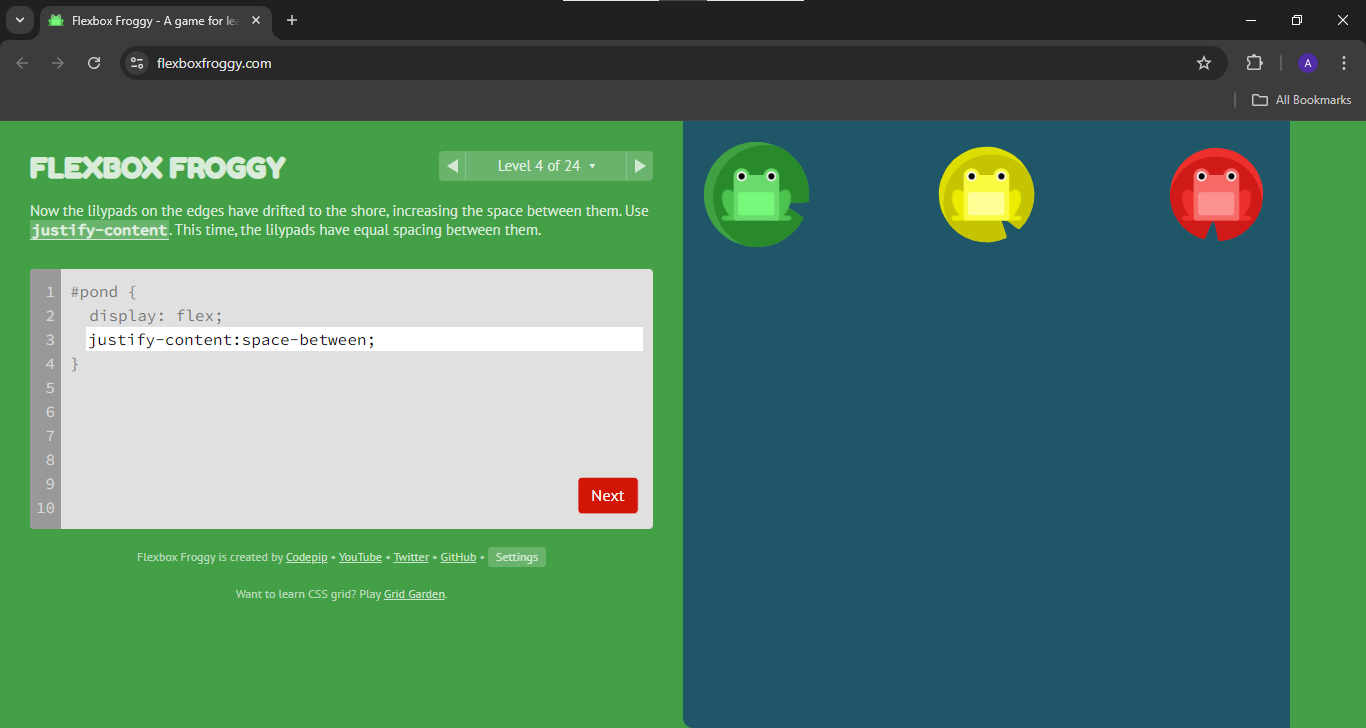 Flexbox Froggy - A game for le
flexboxfroggy.com
A
All Bookmarks
FLEXBOX FROGGY
Level 4 of 24
Now the lilypads on the edges have drifted to the shore, increasing the space between them. Use
justify-content. This time, the lilypads have equal spacing between them.
1 #pond {
2 display: flex;
3 justify-content:space-between;
4 }
5
6
7
8
9
10
Next
Flexbox Froggy is created by Codepip • YouTube • Twitter • GitHub • Settings
Want to learn CSS grid? Play Grid Garden.